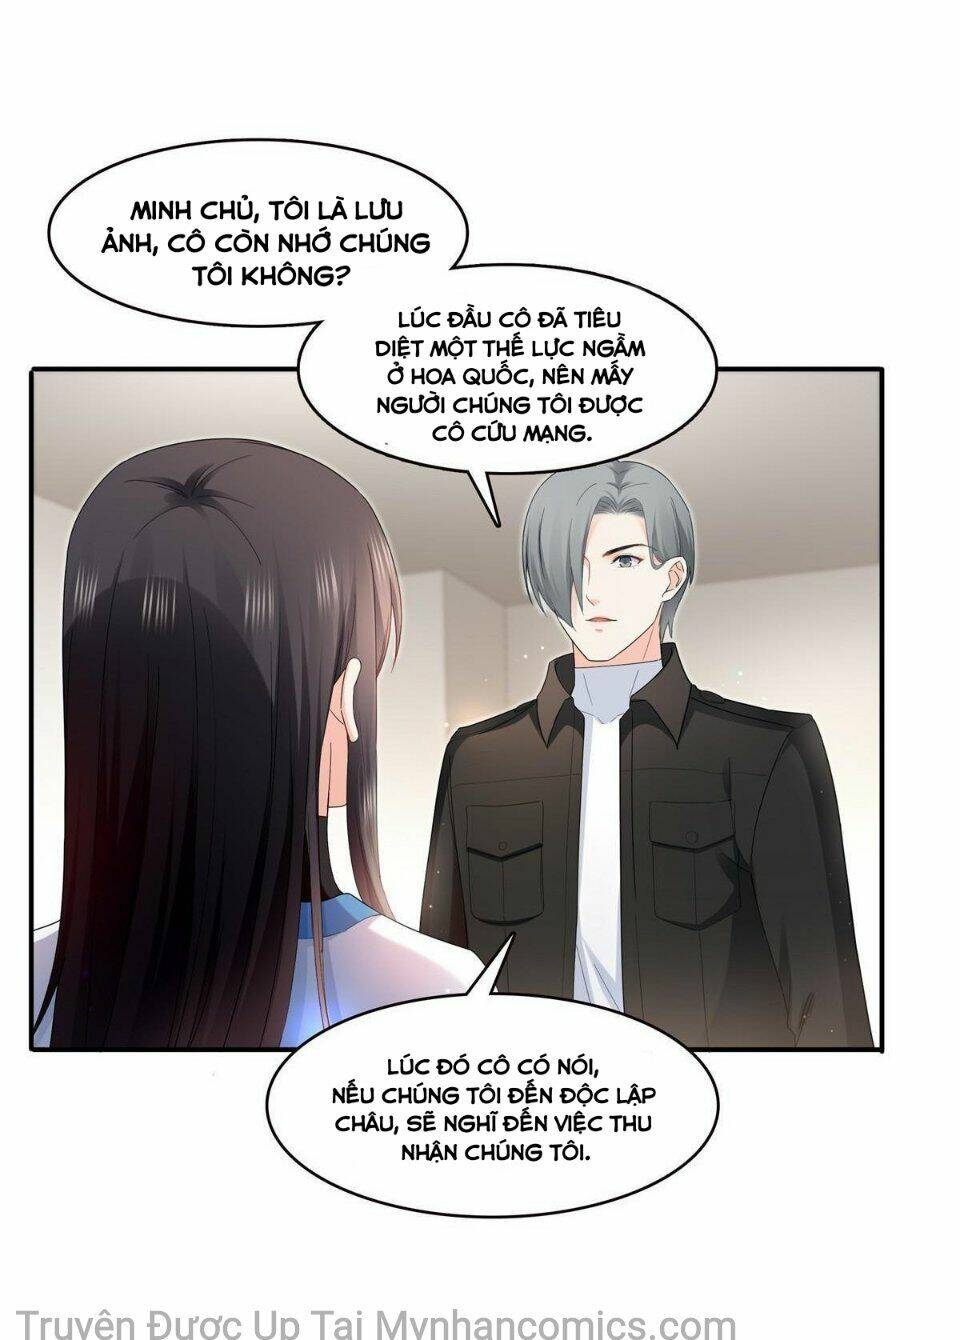 MINH CHỦ, TÔI LÀ LƯU
ẢNH, CÔ CÒN NHỚ CHÚNG
TÔI KHÔNG?
LÚC ĐẦU CÔ ĐÃ TIÊU
DIỆT MỘT THẾ LỰC NGẦM
Ở HOA QUỐC, NÊN MẤY
NGƯỜI CHÚNG TÔI ĐƯỢC
CÔ CỨU MẠNG.
LÚC ĐÓ CÔ CÓ NÓI,
NẾU CHÚNG TÔI ĐẾN ĐỘC LẬP
CHÂU, SẼ NGHĨ ĐẾN VIỆC THU
NHẬN CHÚNG TÔI.
Truyện Được Up Tại Mynhancomics.com